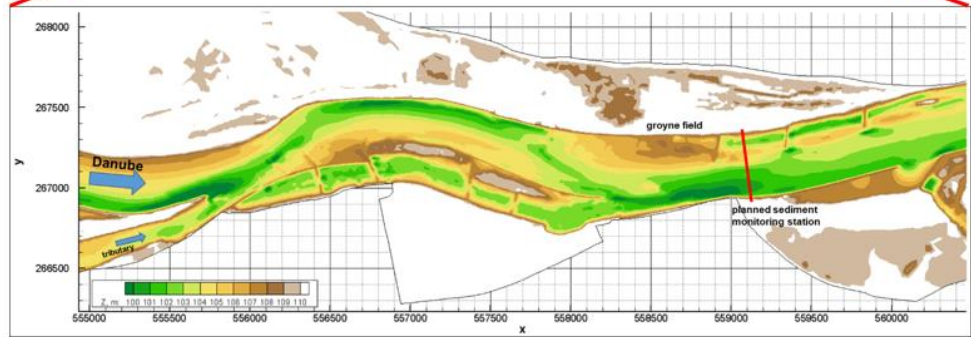 268000
267500
267000
266500
y
Danube
tributary
groyne field
planned sediment
monitoring station
Z, m: 100 101 102 103 104 105 106 107 108 109 110
555000 555500 556000 556500 557000 557500 558000 558500 559000 559500 560000
x